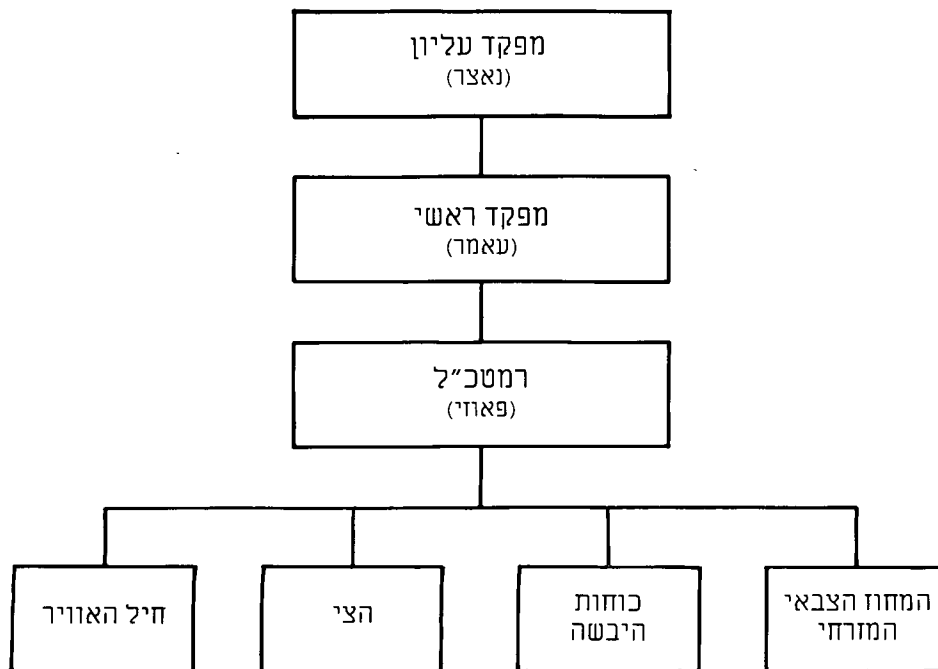 מפקד עליון
(נאצר)
מפקד ראשי
(עאמר)
רמטכ״ל
(פאוזי)
המחוז הצבאי
המזרחי
כוחות
היבשה
הצי
חיל האוויר